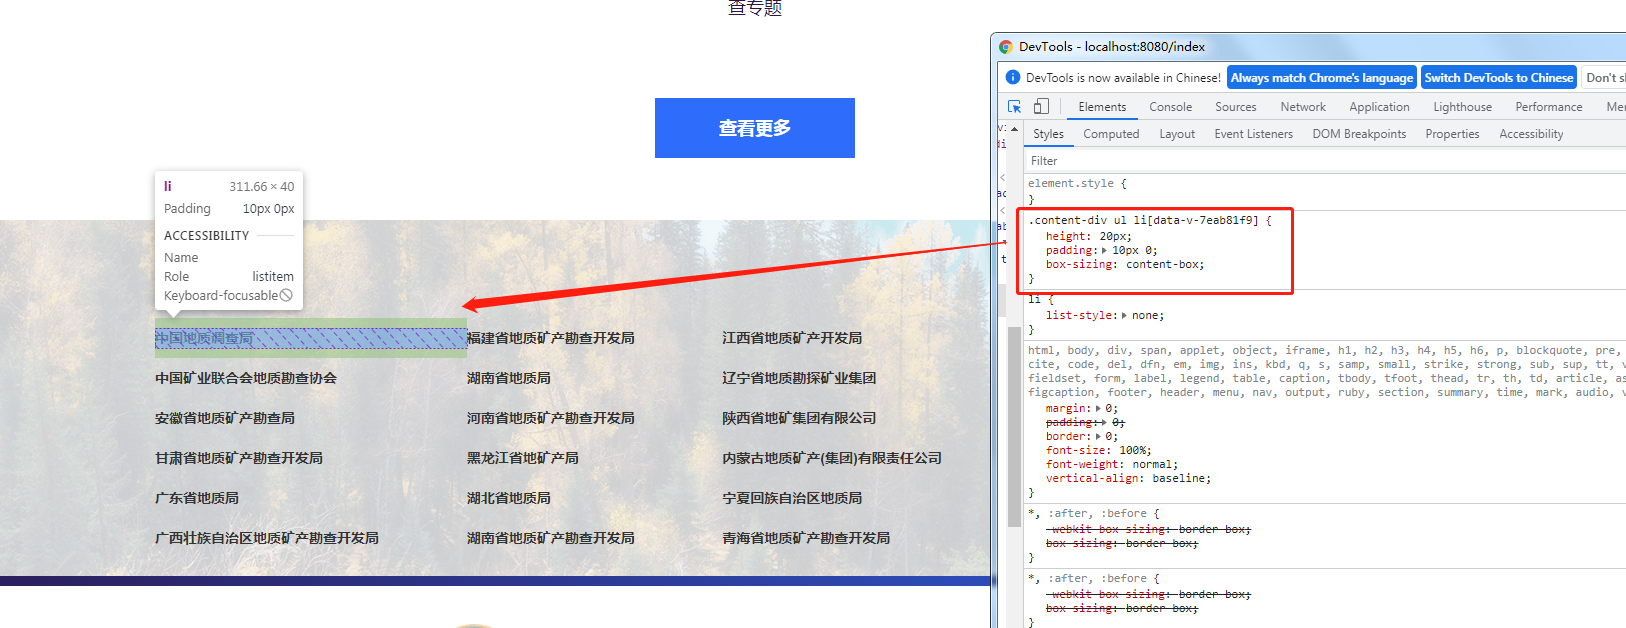 查专题
查看更多
li 311.66 × 40
Padding 10px 0px
ACCESSIBILITY
Name
Role listitem
Keyboard-focusable
中国地质调查局 福建省地质矿产勘查开发局 江西省地质矿产开发局
中国矿业联合会地质勘查协会 湖南省地质局 辽宁省地质勘探矿业集团
安徽省地质矿产勘查局 河南省地质矿产勘查开发局 陕西省地矿集团有限公司
甘肃省地质矿产勘查开发局 黑龙江省地矿产局 内蒙古地质矿产(集团)有限责任公司
广东省地质局 湖北省地质局 宁夏回族自治区地质局
广西壮族自治区地质矿产勘查开发局 湖南省地质矿产勘查开发局 青海省地质矿产勘查开发局
DevTools - localhost:8080/index
DevTools is now available in Chinese! Always match Chrome's language Switch DevTools to Chinese Don't
Elements Console Sources Network Application Lighthouse Performance
Styles Computed Layout Event Listeners DOM Breakpoints Properties Accessibility
Filter
element.style {
}
.content-div ul li[data-v-7eab81f9] {
height: 20px;
padding: 10px 0;
box-sizing: content-box;
}
li {
list-style: none;
}
html, body, div, span, applet, object, iframe, h1, h2, h3, h4, h5, h6, p, blockquote, pre,
cite, code, del, dfn, em, img, ins, kbd, q, s, samp, small, strike, strong, sub, sup, tt,
fieldset, form, label, legend, table, caption, tbody, tfoot, thead, tr, th, td, article,
figcaption, footer, header, menu, nav, output, ruby, section, summary, time, mark, audio,
margin: 0;
padding: 0;
border: 0;
font-size: 100%;
font-weight: normal;
vertical-align: baseline;
}
*, :after, :before {
-webkit-box-sizing: border-box;
box-sizing: border-box;
}
*, :after, :before {
-webkit-box-sizing: border-box;
box-sizing: border-box;
}